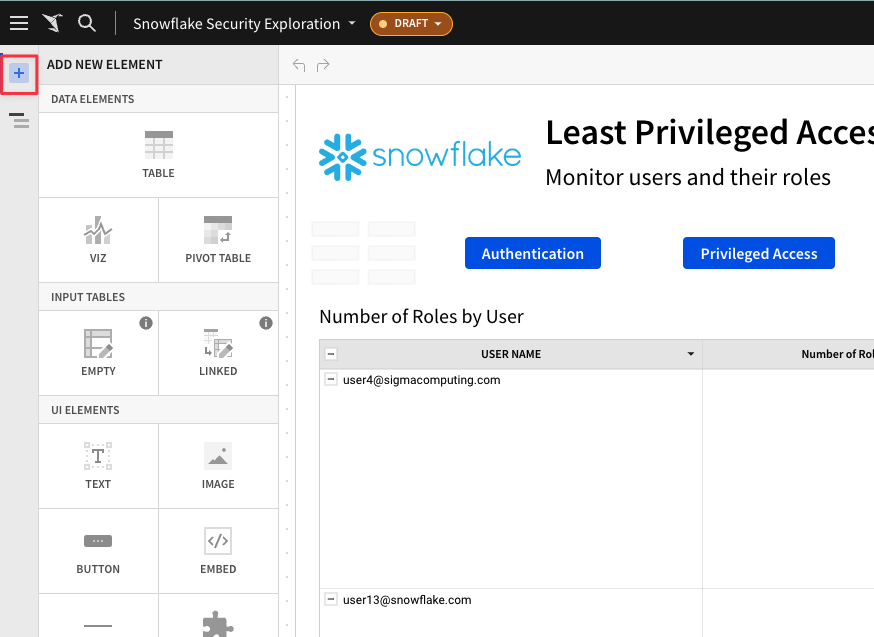 Snowflake Security Exploration
DRAFT
ADD NEW ELEMENT
DATA ELEMENTS
TABLE
VIZ
PIVOT TABLE
INPUT TABLES
EMPTY
LINKED
UI ELEMENTS
TEXT
IMAGE
BUTTON
EMBED
snowflake
Least Privileged Acces
Monitor users and their roles
Authentication
Privileged Access
Number of Roles by User
USER NAME
Number of Rol
user4@sigmacomputing.com
user13@snowflake.com